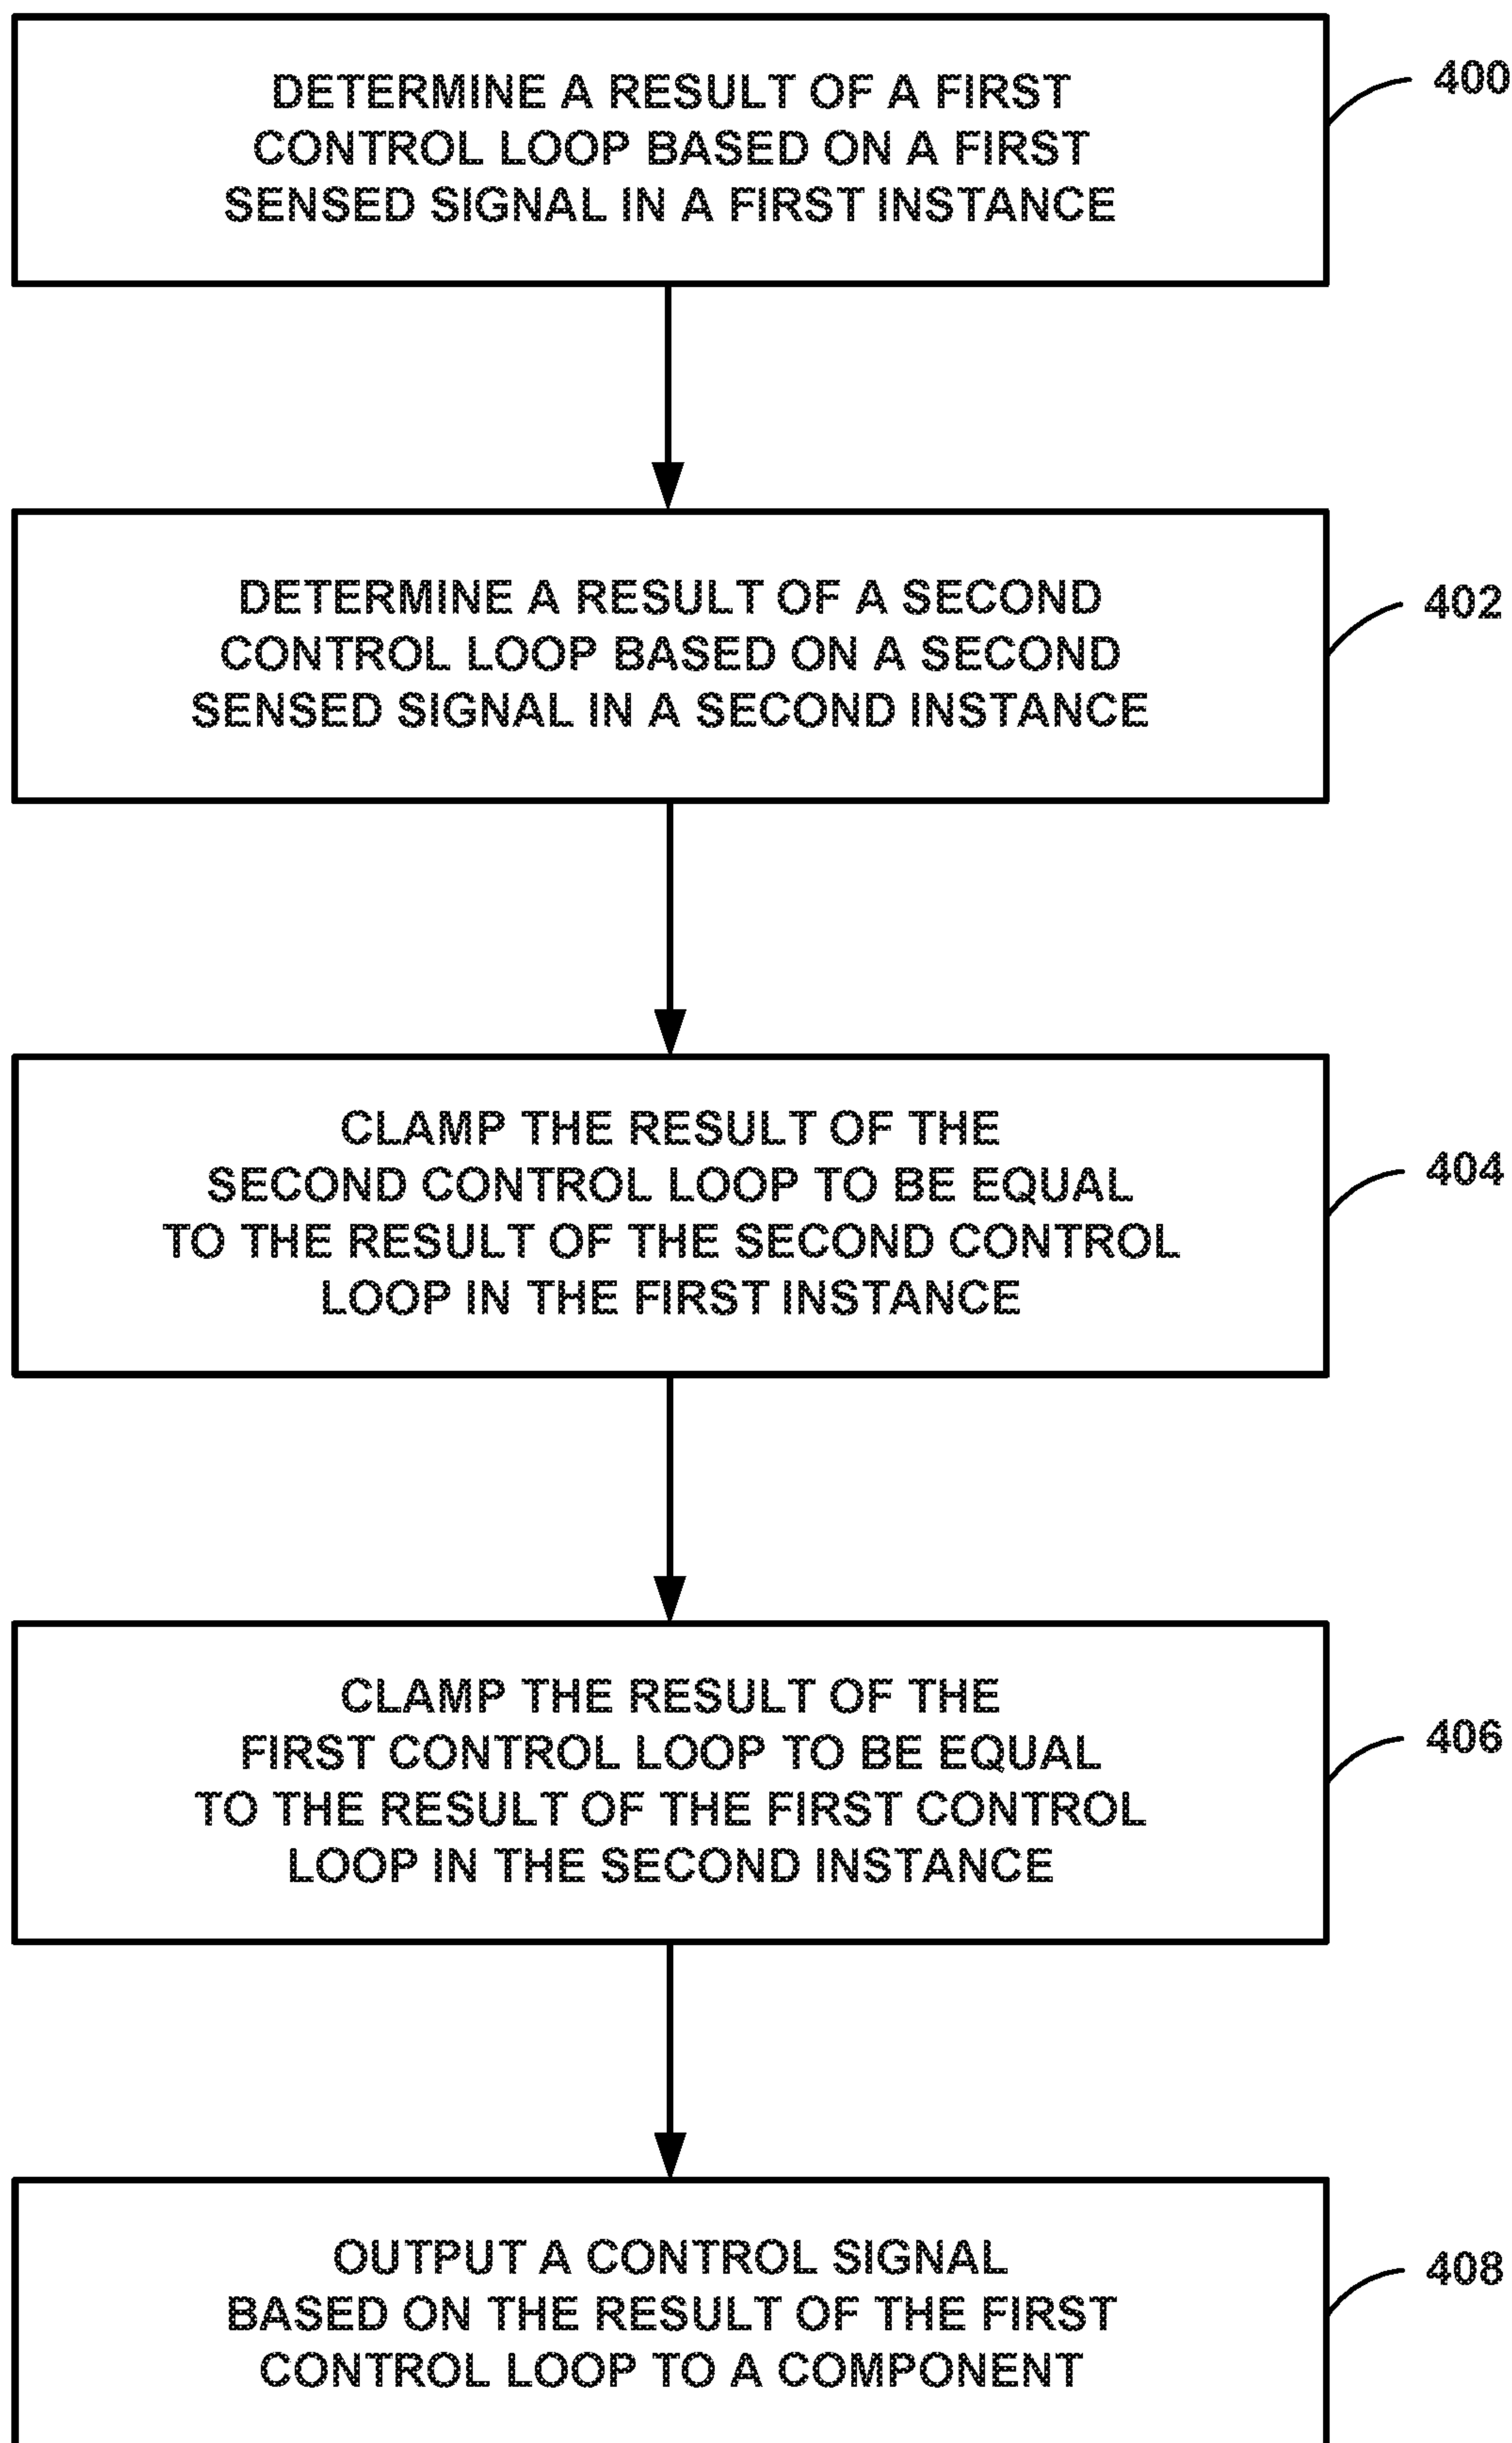 DETERMINE A RESULT OF A FIRST
CONTROL LOOP BASED ON A FIRST
SENSED SIGNAL IN A FIRST INSTANCE
400
DETERMINE A RESULT OF A SECOND
CONTROL LOOP BASED ON A SECOND
SENSED SIGNAL IN A SECOND INSTANCE
402
CLAMP THE RESULT OF THE
SECOND CONTROL LOOP TO BE EQUAL
TO THE RESULT OF THE SECOND CONTROL
LOOP IN THE FIRST INSTANCE
404
CLAMP THE RESULT OF THE
FIRST CONTROL LOOP TO BE EQUAL
TO THE RESULT OF THE FIRST CONTROL
LOOP IN THE SECOND INSTANCE
406
OUTPUT A CONTROL SIGNAL
BASED ON THE RESULT OF THE FIRST
CONTROL LOOP TO A COMPONENT
408